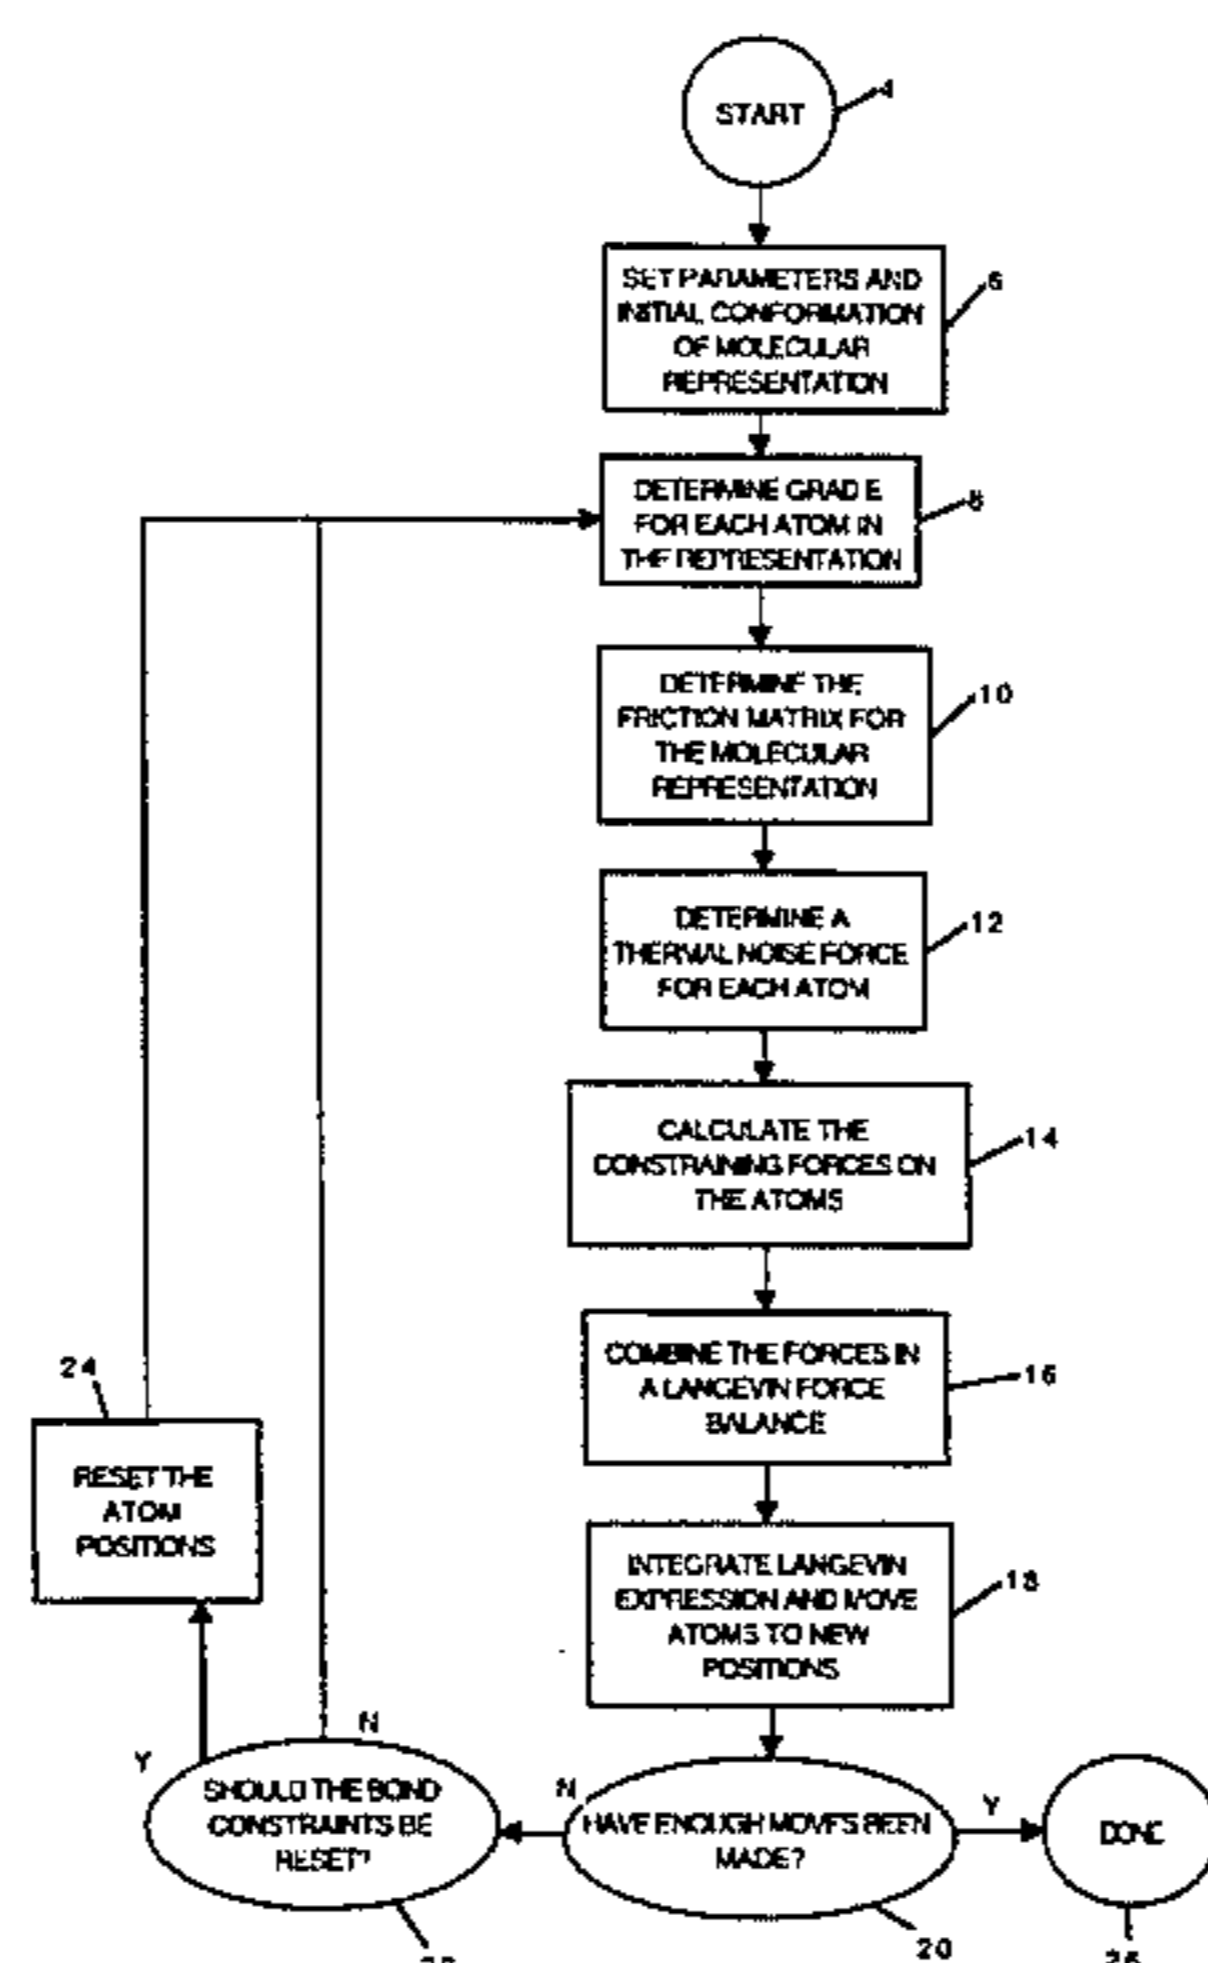 START
4
SET PARAMETERS AND
INITIAL CONFORMATION
OF MOLECULAR
REPRESENTATION
6
DETERMINE GRAD E
FOR EACH ATOM IN
THE REPRESENTATION
8
DETERMINE THE
FRICTION MATRIX FOR
THE MOLECULAR
REPRESENTATION
10
DETERMINE A
THERMAL NOISE FORCE
FOR EACH ATOM
12
CALCULATE THE
CONSTRAINING FORCES ON
THE ATOMS
14
COMBINE THE FORCES IN
A LANGEVIN FORCE
BALANCE
16
24
RESET THE
ATOM
POSITIONS
INTEGRATE LANGEVIN
EXPRESSION AND MOVE
ATOMS TO NEW
POSITIONS
18
Y
N
SHOULD THE BOND
CONSTRAINTS BE
RESET?
N
HAVE ENOUGH MOVES BEEN
MADE?
20
Y
DONE